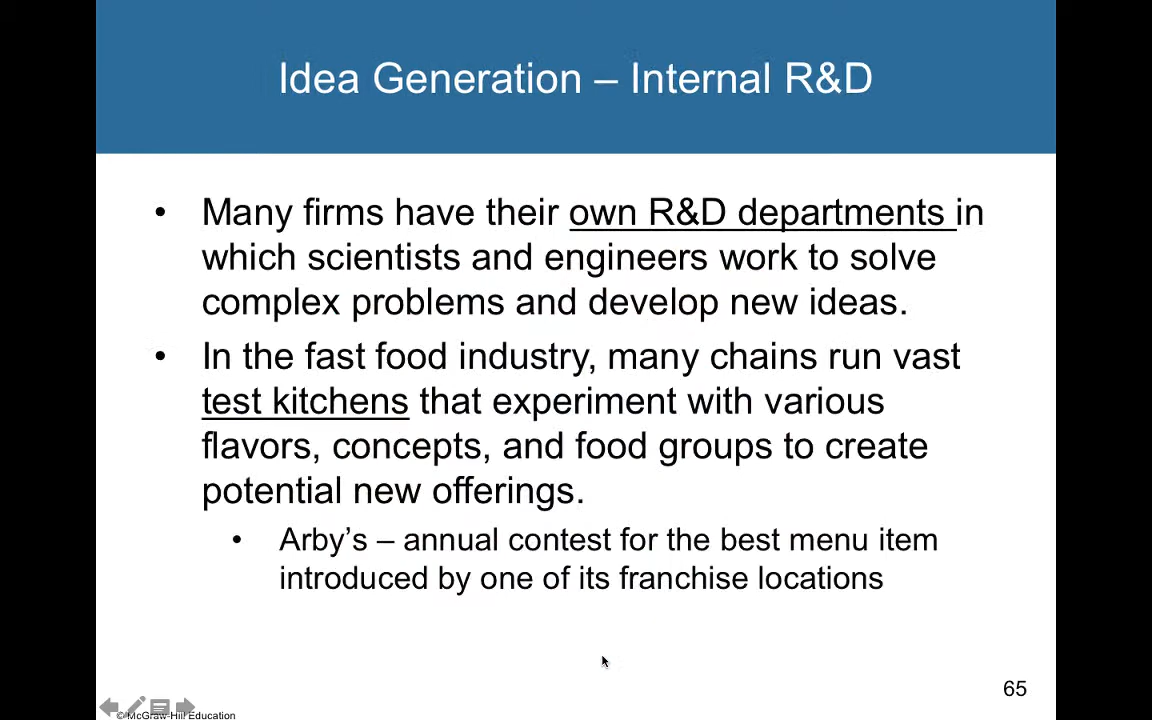 Idea Generation – Internal R&D
• Many firms have their own R&D departments in
which scientists and engineers work to solve
complex problems and develop new ideas.
• In the fast food industry, many chains run vast
test kitchens that experiment with various
flavors, concepts, and food groups to create
potential new offerings.
• Arby’s – annual contest for the best menu item
introduced by one of its franchise locations
65
© McGraw-Hill Education